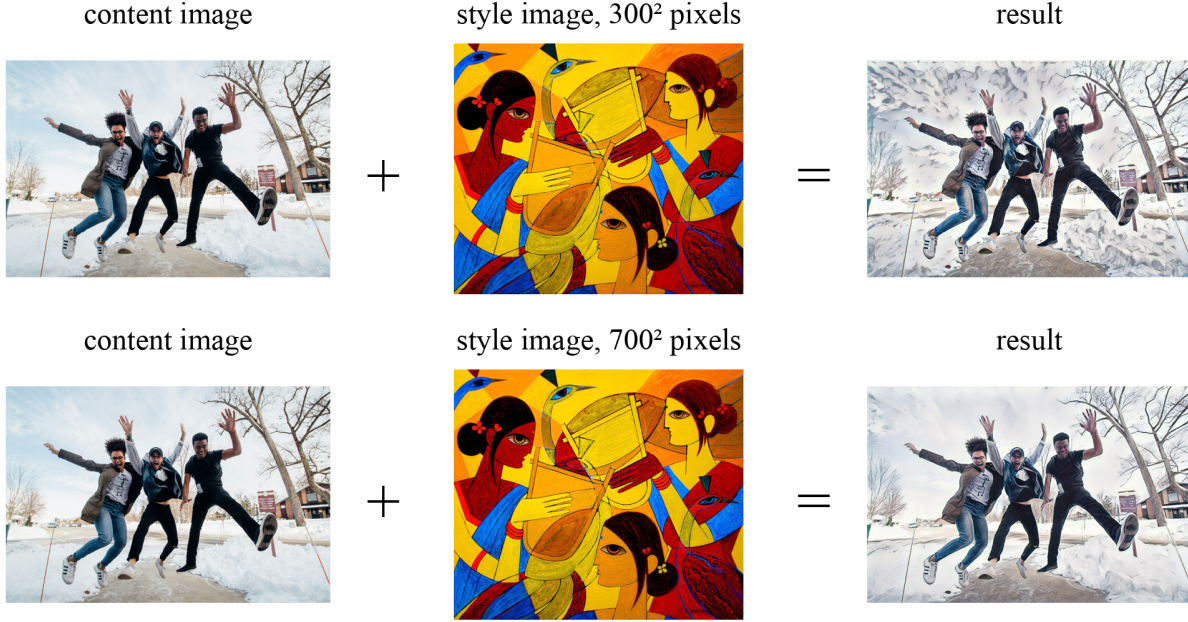 content image
style image, 300² pixels
result
+
=
content image
style image, 700² pixels
result
+
=